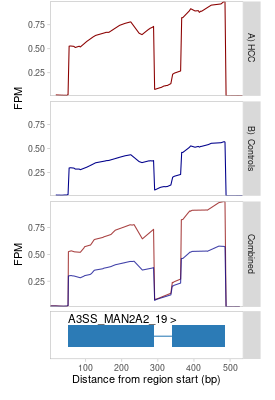 0.75
0.50
0.25
A) HCC
FPM
0.75
0.50
0.25
B) Controls
0.75
0.50
0.25
Combined
FPM
A3SS_MAN2A2_19 >
100
200
300
400
500
Distance from region start (bp)